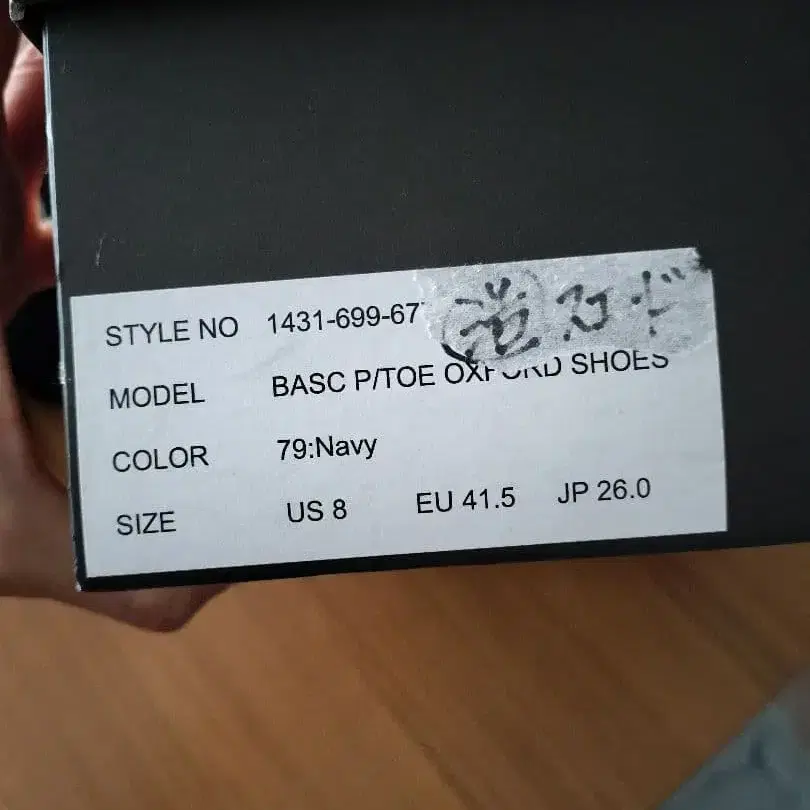 STYLE NO 1431-699-67
MODEL BASC P/TOE OXFORD SHOES
COLOR 79:Navy
SIZE US 8 EU 41.5 JP 26.0